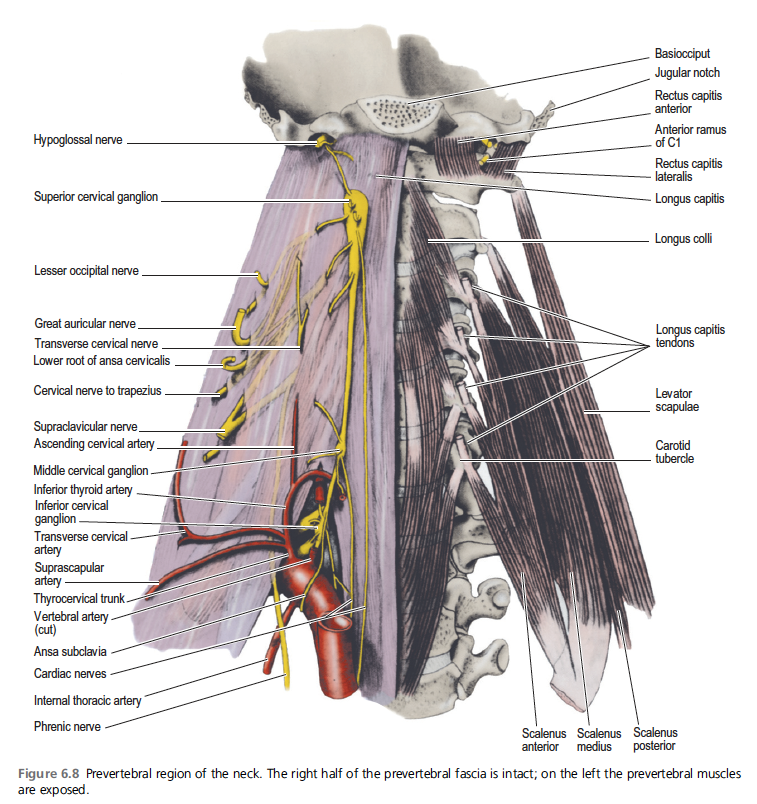 Basiocciput
Jugular notch
Rectus capitis
anterior
Hypoglossal nerve
Anterior ramus
of C1
Rectus capitis
lateralis
Superior cervical ganglion
Longus capitis
Longus colli
Lesser occipital nerve
Great auricular nerve
Transverse cervical nerve
Lower root of ansa cervicalis
Longus capitis
tendons
Cervical nerve to trapezius
Levator
scapulae
Supraclavicular nerve
Ascending cervical artery
Carotid
tubercle
Middle cervical ganglion
Inferior thyroid artery
Inferior cervical
ganglion
Transverse cervical
artery
Suprascapular
artery
Thyrocervical trunk
Vertebral artery
(cut)
Ansa subclavia
Cardiac nerves
Internal thoracic artery
Phrenic nerve
Scalenus
anterior
Scalenus
medius
Scalenus
posterior
Figure 6.8 Prevertebral region of the neck. The right half of the prevertebral fascia is intact; on the left the prevertebral muscles
are exposed.